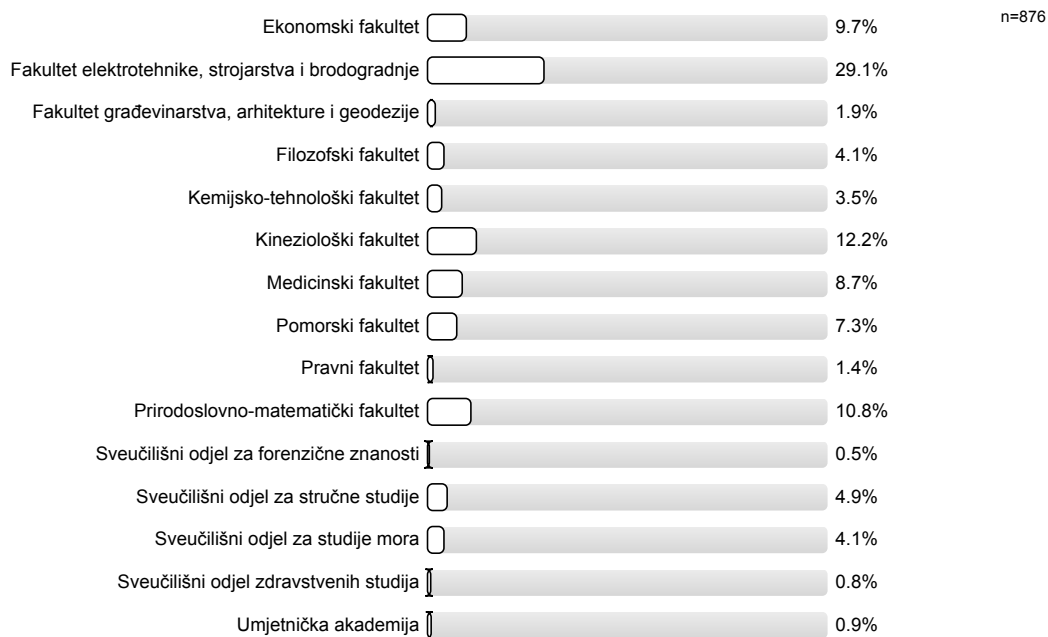 n=876
Ekonomski fakultet 9.7%
Fakultet elektrotehnike, strojarstva i brodogradnje 29.1%
Fakultet građevinarstva, arhitekture i geodezije 1.9%
Filozofski fakultet 4.1%
Kemijsko-tehnološki fakultet 3.5%
Kineziološki fakultet 12.2%
Medicinski fakultet 8.7%
Pomorski fakultet 7.3%
Pravni fakultet 1.4%
Prirodoslovno-matematički fakultet 10.8%
Sveučilišni odjel za forenzične znanosti 0.5%
Sveučilišni odjel za stručne studije 4.9%
Sveučilišni odjel za studije mora 4.1%
Sveučilišni odjel zdravstvenih studija 0.8%
Umjetnička akademija 0.9%